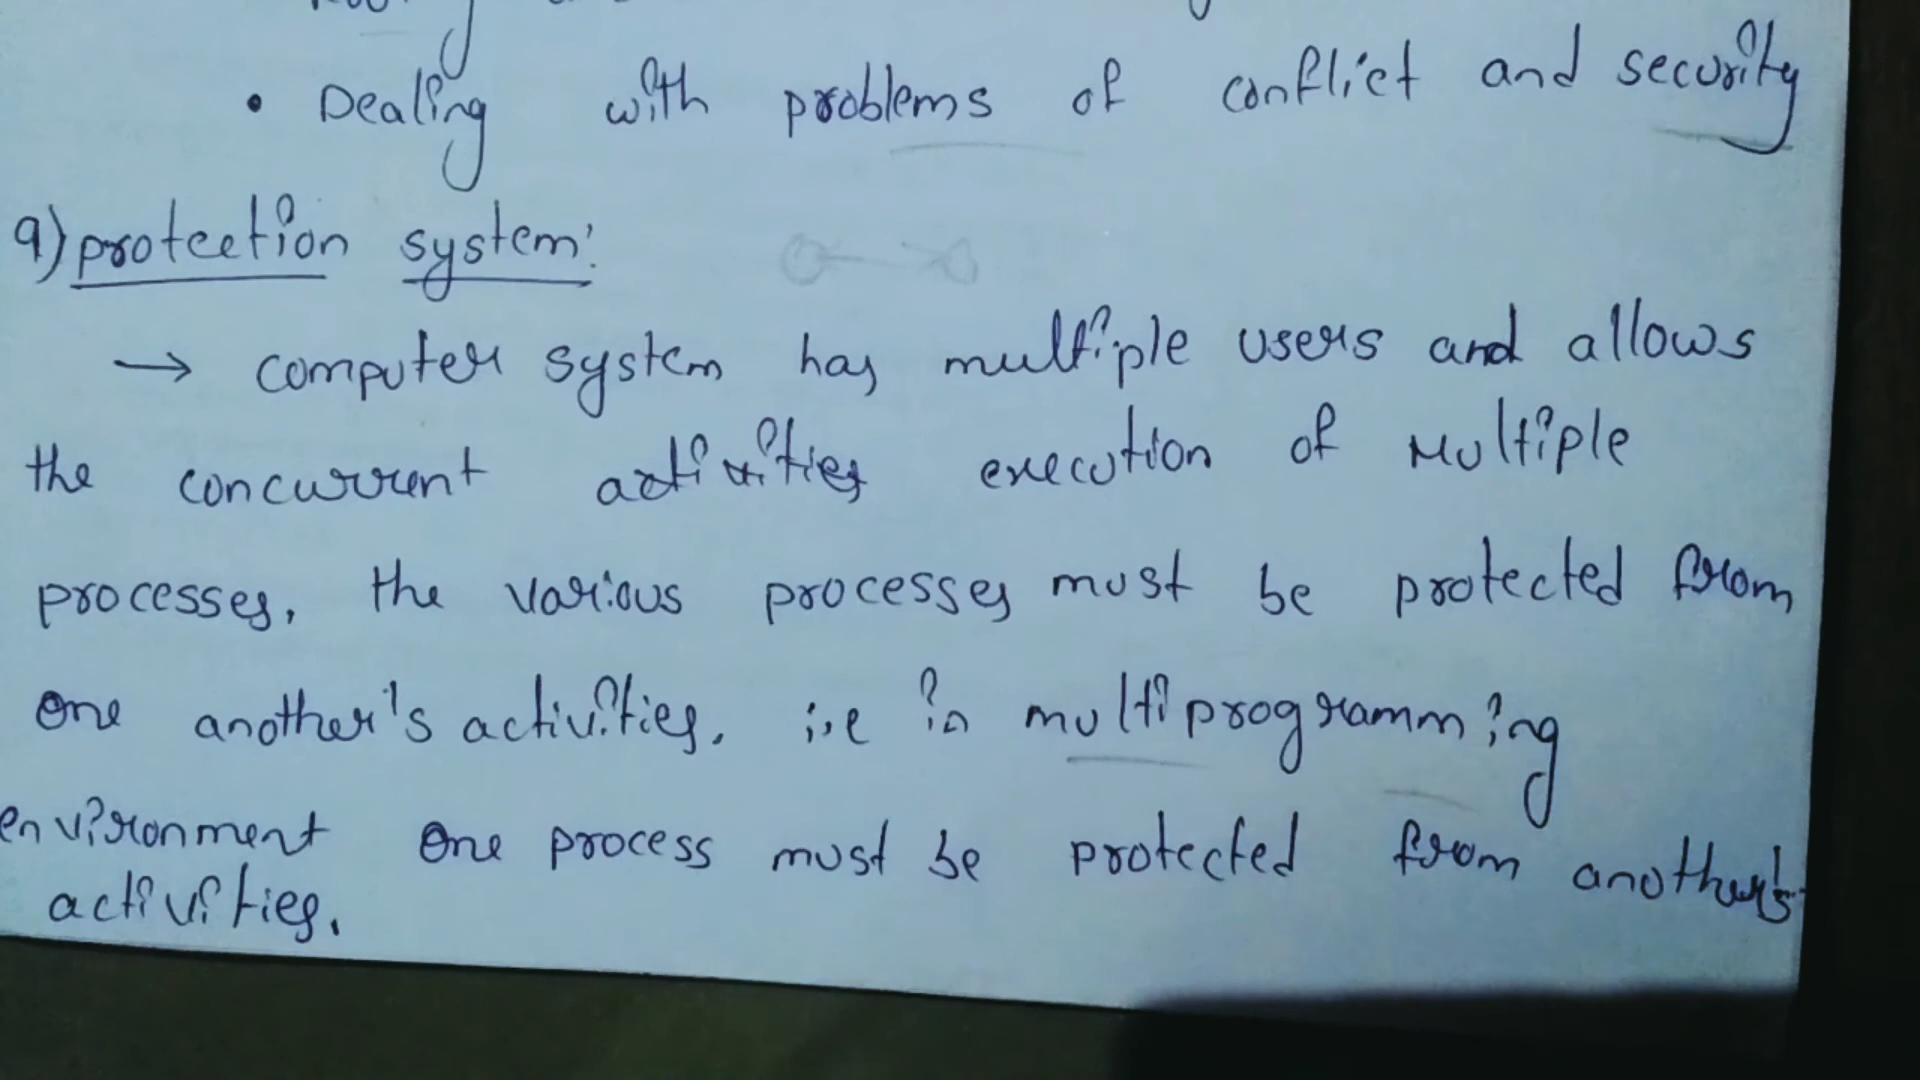 • Dealing with problems of conflict and security
9) protection system:
→ computer system has multiple users and allows
the concurrent activities execution of Multiple
processes, the various processes must be protected from
one another's activities. i.e in multiprogramming
environment one process must be protected from another's
activities.